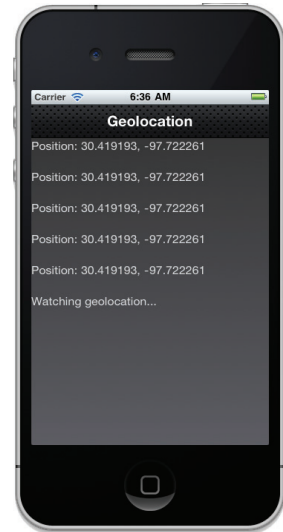 Carrier 6:36 AM
Geolocation
Position: 30.419193, -97.722261
Position: 30.419193, -97.722261
Position: 30.419193, -97.722261
Position: 30.419193, -97.722261
Position: 30.419193, -97.722261
Watching geolocation...